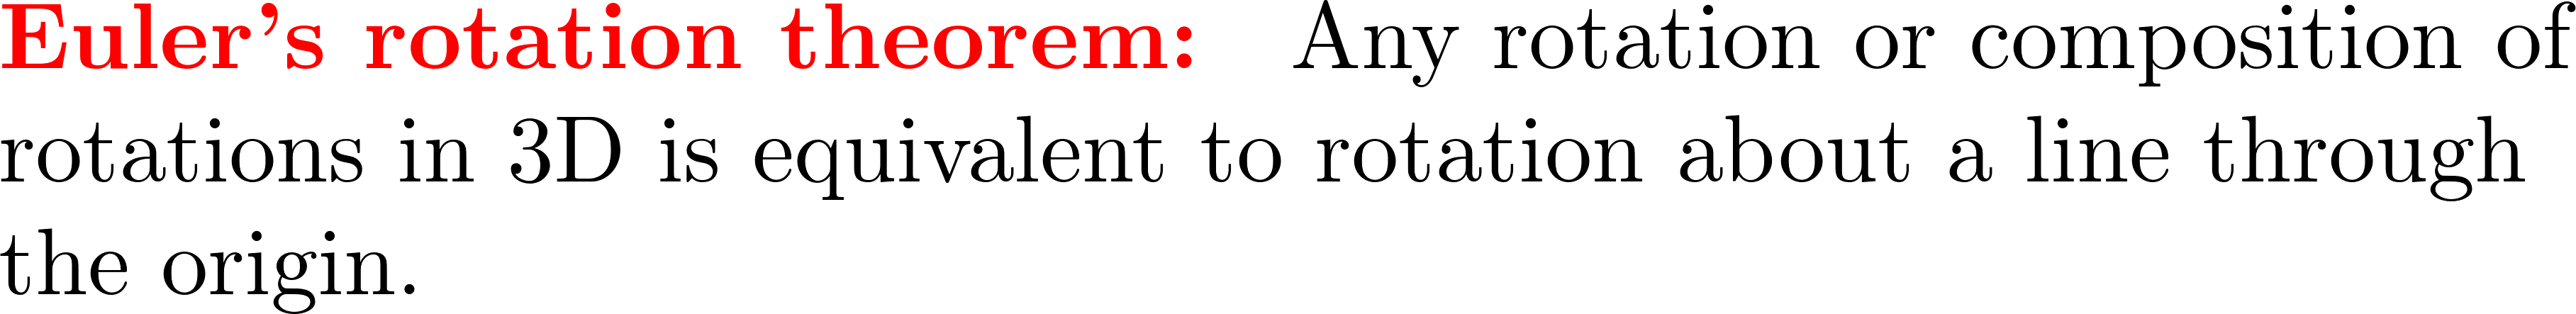 Euler's rotation theorem: Any rotation or composition of
rotations in 3D is equivalent to rotation about a line through
the origin.